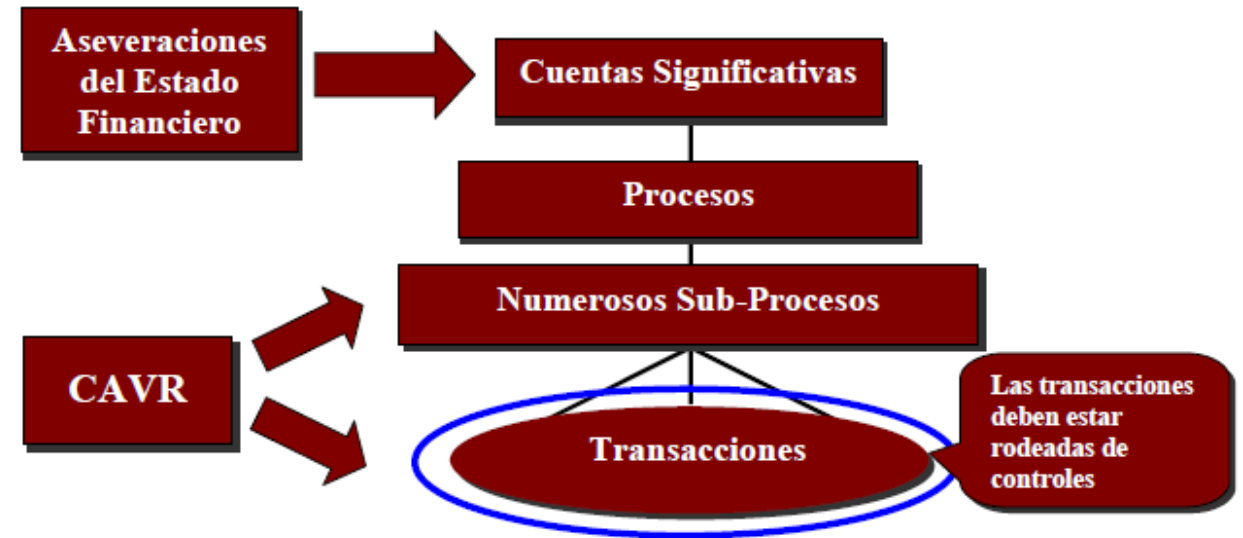 Aseveraciones
del Estado
Financiero
Cuentas Significativas
Procesos
Numerosos Sub-Procesos
CAVR
Transacciones
Las transacciones
deben estar
rodeadas de
controles